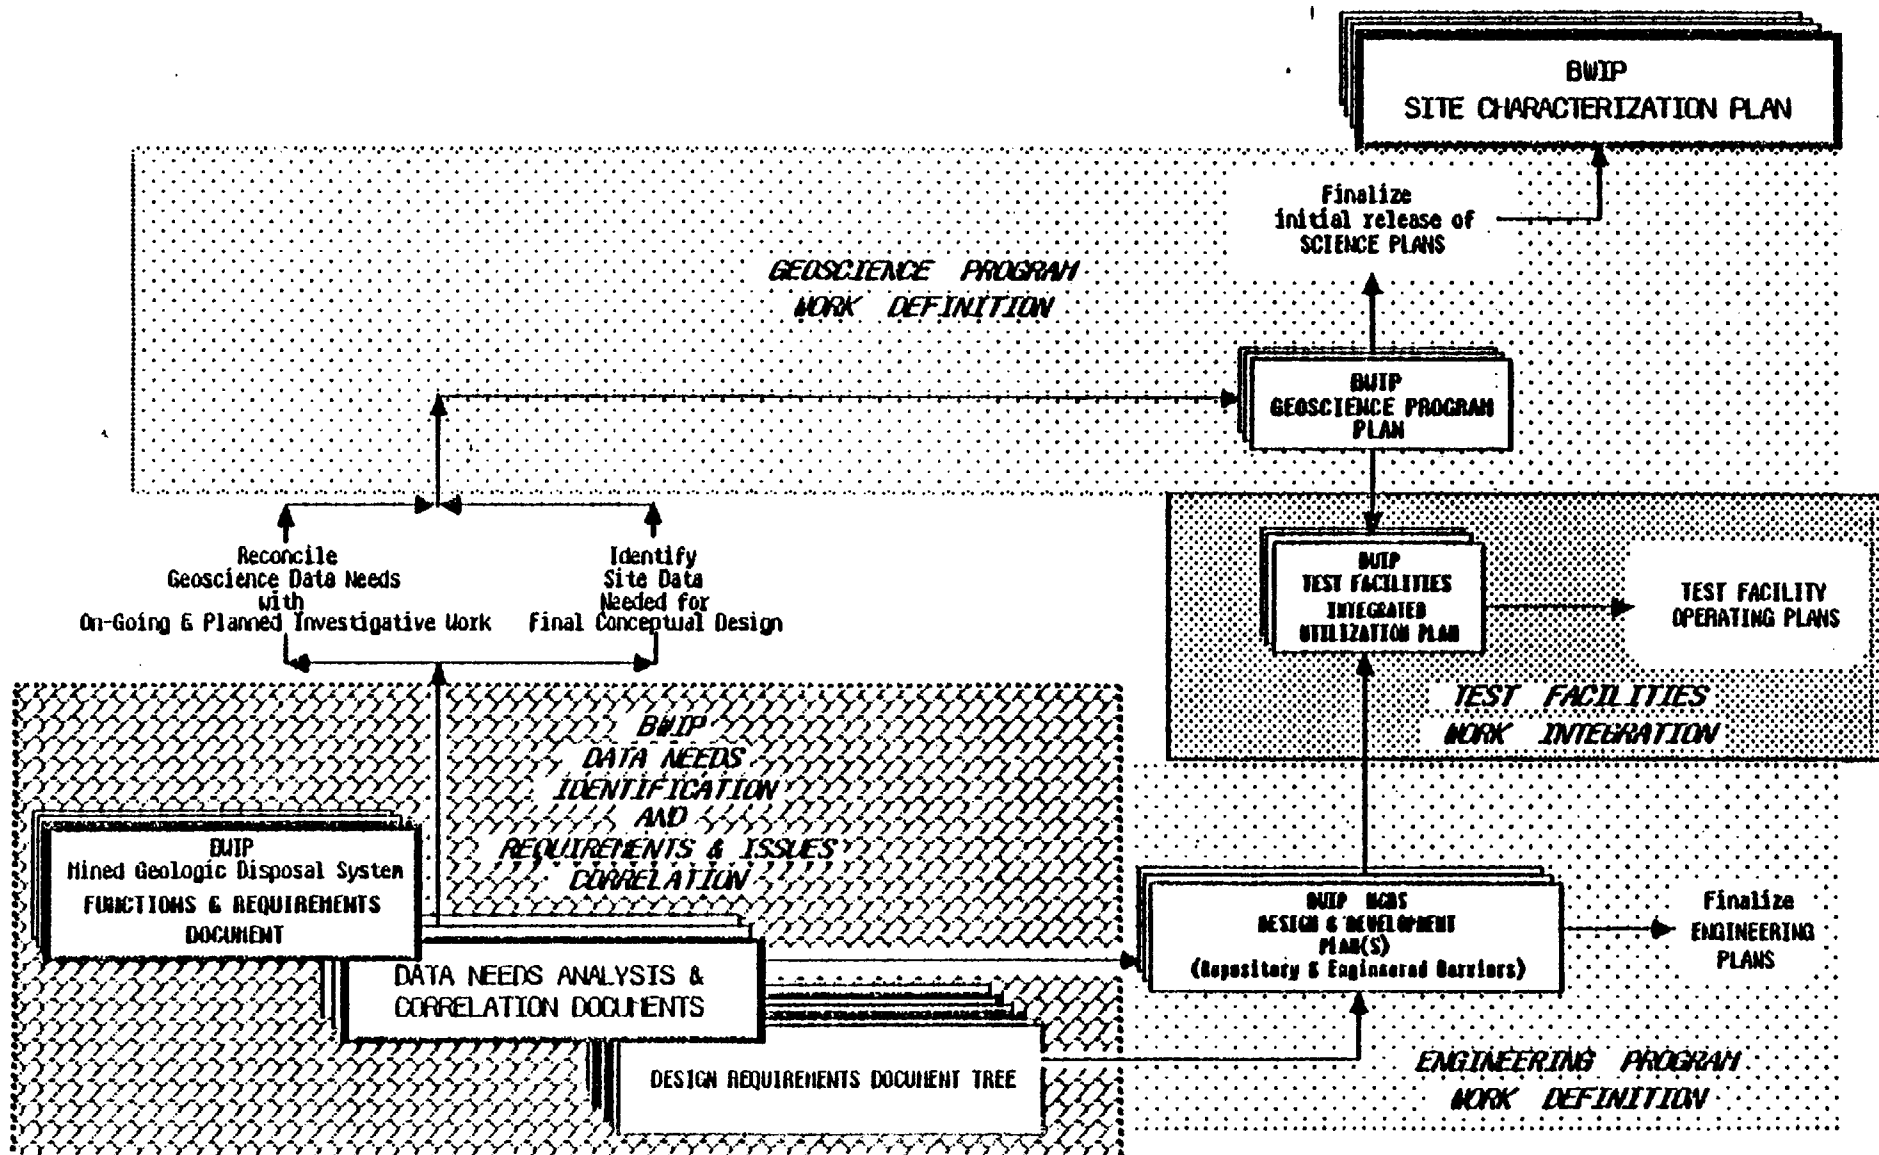 BWIP
SITE CHARACTERIZATION PLAN
Finalize
initial release of
SCIENCE PLANS
GEOSCIENCE PROGRAM
WORK DEFINITION
BWIP
GEOSCIENCE PROGRAM
PLAN
Reconcile
Geoscience Data Needs
with
On-Going & Planned Investigative Work
Identify
Site Data
Needed for
Final Conceptual Design
BWIP
TEST FACILITIES
INTEGRATED
UTILIZATION PLAN
TEST FACILITY
OPERATING PLANS
TEST FACILITIES
WORK INTEGRATION
BWIP
DATA NEEDS
IDENTIFICATION
AND
REQUIREMENTS & ISSUES
CORRELATION
BWIP
Mined Geologic Disposal System
FUNCTIONS & REQUIREMENTS
DOCUMENT
DATA NEEDS ANALYSIS &
CORRELATION DOCUMENTS
DESIGN REQUIREMENTS DOCUMENT TREE
BWIP MGDS
DESIGN & DEVELOPMENT
PLAN(S)
(Repository & Engineered Barriers)
Finalize
ENGINEERING
PLANS
ENGINEERING PROGRAM
WORK DEFINITION